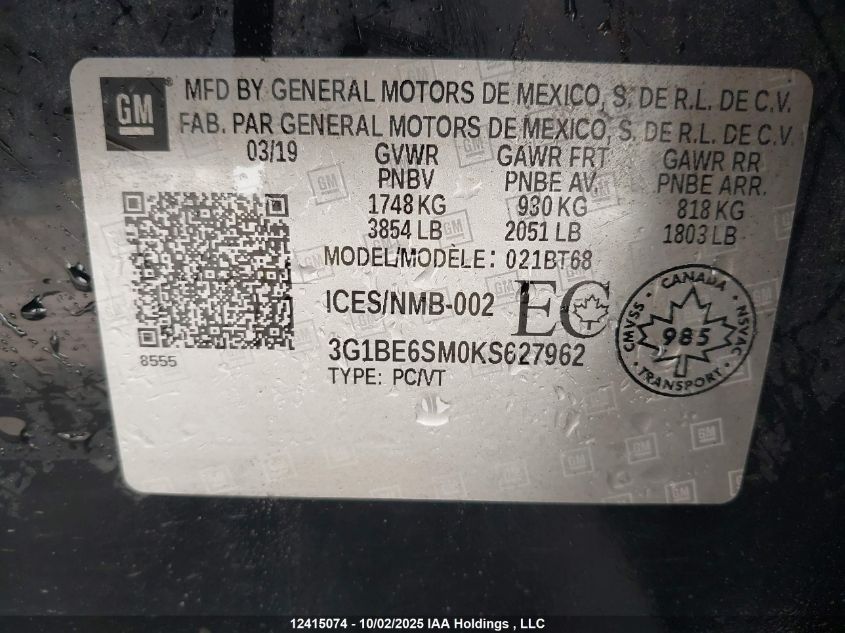 GM
MFD BY GENERAL MOTORS DE MEXICO, S. DE R.L. DE C.V.
FAB. PAR GENERAL MOTORS DE MEXICO, S. DE R.L. DE C.V.
03/19 GVWR GAWR FRT GAWR RR
PNBV PNBE AV. PNBE ARR.
1748 KG 930 KG 818 KG
3854 LB 2051 LB 1803 LB
MODEL/MODÈLE: 021BT68
ICES/NMB-002 EC
CANADA
CMVSS 985 NSVAC
TRANSPORT
8555
3G1BE6SM0KS627962
TYPE: PC/VT
12415074 - 10/02/2025 IAA Holdings , LLC